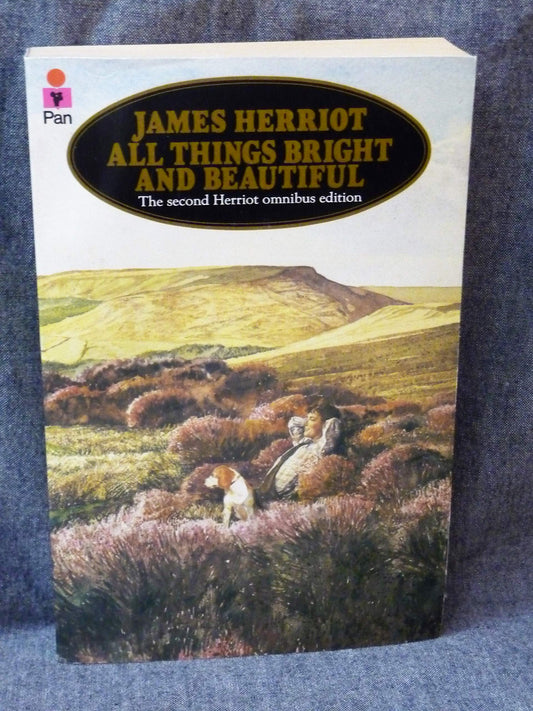 Pan
JAMES HERRIOT
ALL THINGS BRIGHT
AND BEAUTIFUL
The second Herriot omnibus edition